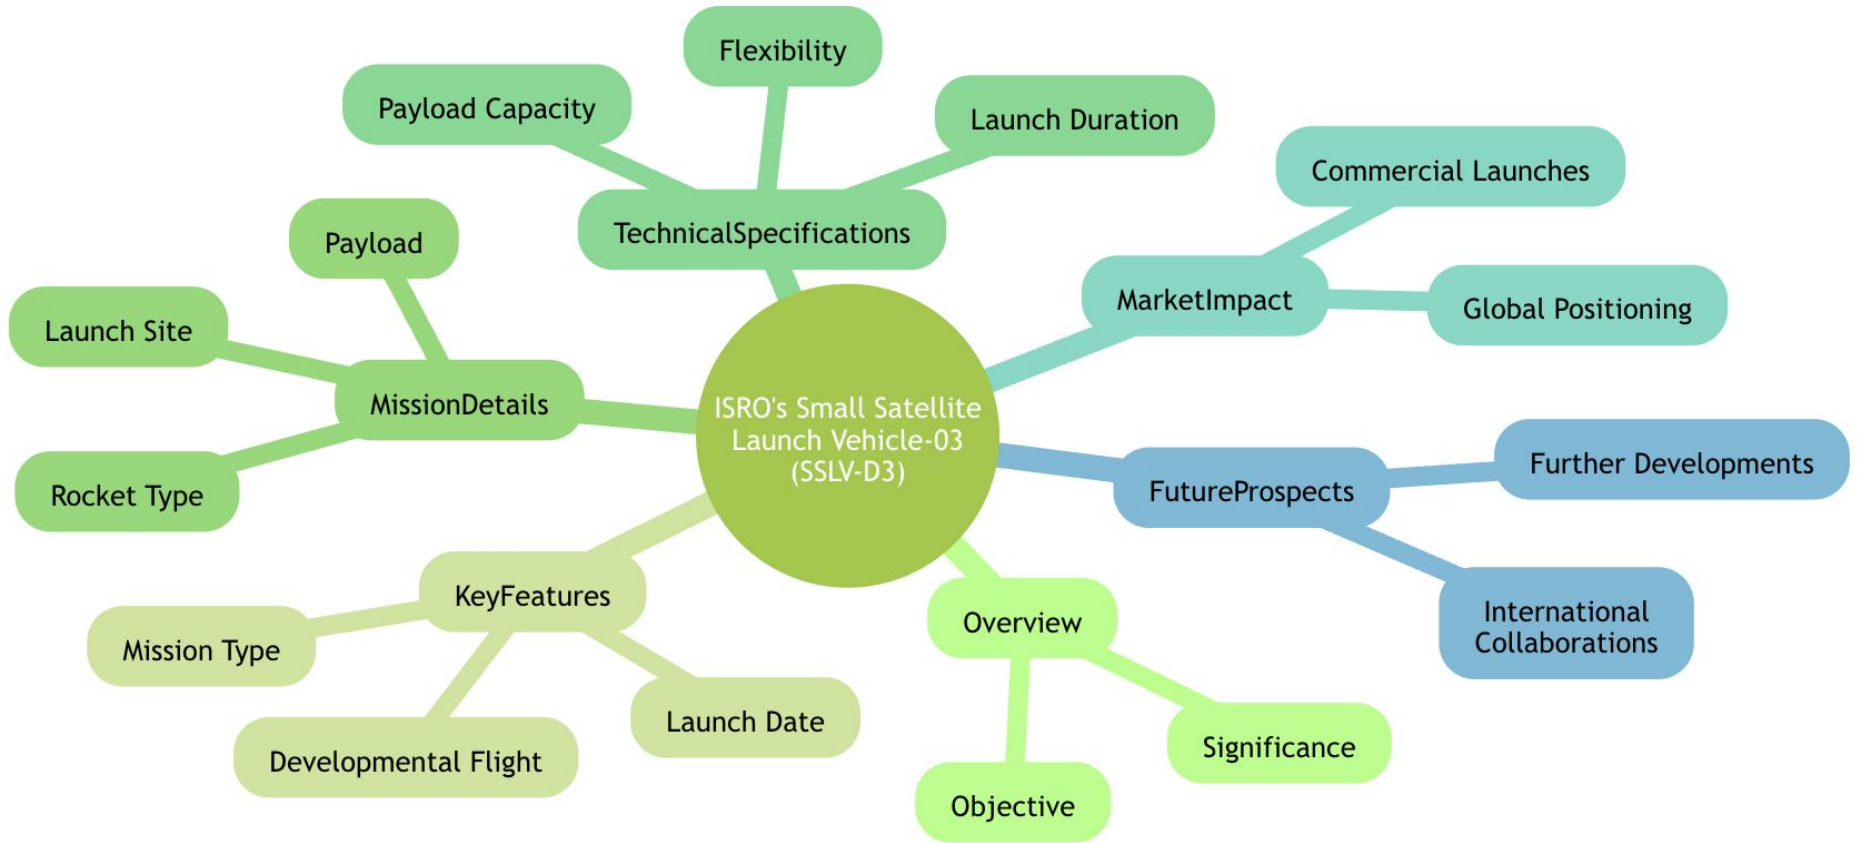 Flexibility
Payload Capacity
Launch Duration
TechnicalSpecifications
Commercial Launches
MarketImpact
Global Positioning
Payload
Launch Site
MissionDetails
Rocket Type
ISRO's Small Satellite
Launch Vehicle-03
(SSLV-D3)
Further Developments
FutureProspects
International
Collaborations
KeyFeatures
Mission Type
Developmental Flight
Launch Date
Overview
Significance
Objective